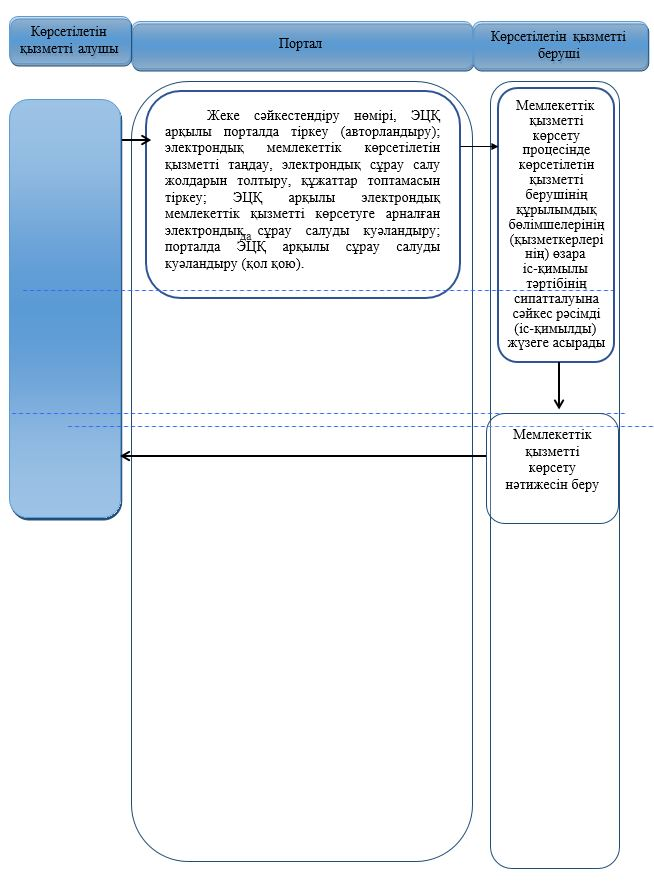 Көрсетілетін
қызметті алушы
Портал
Көрсетілетін қызметті
беруші
Жеке сәйкестендіру нөмірі, ЭЦҚ
арқылы порталда тіркеу (авторландыру);
электрондық мемлекеттік көрсетілетін
қызметті таңдау, электрондық сұрау салу
жолдарын толтыру, құжаттар топтамасын
тіркеу; ЭЦҚ арқылы электрондық
мемлекеттік қызметті көрсетуге арналған
электрондық сұрау салуды куәландыру;
да
порталда ЭЦҚ арқылы сұрау салуды
куәландыру (қол қою).
Мемлекеттік
қызметті
көрсету
процесінде
көрсетілетін
қызметті
берушінің
құрылымдық
бөлімшелерінің
(қызметкерлері
нің) өзара
іс-қимылы
тәртібінің
сипатталуына
сәйкес рәсімді
(іс-қимылды)
жүзеге асырады
Мемлекеттік
қызметті
көрсету
нәтижесін беру